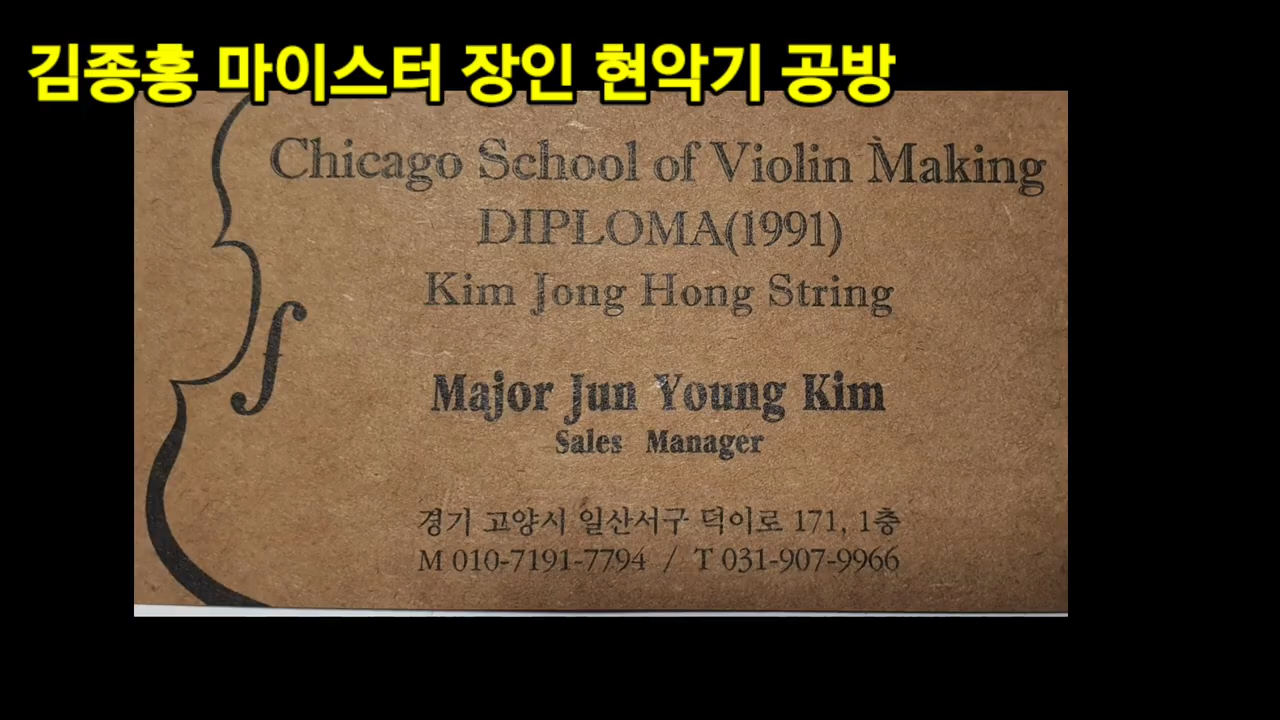 김종홍 마이스터 장인 현악기 공방
Chicago School of Violin Making
DIPLOMA(1991)
Kim Jong Hong String
Major Jun Young Kim
Sales Manager
경기 고양시 일산서구 덕이로 171, 1층
M 010-7191-7794 / T 031-907-9966